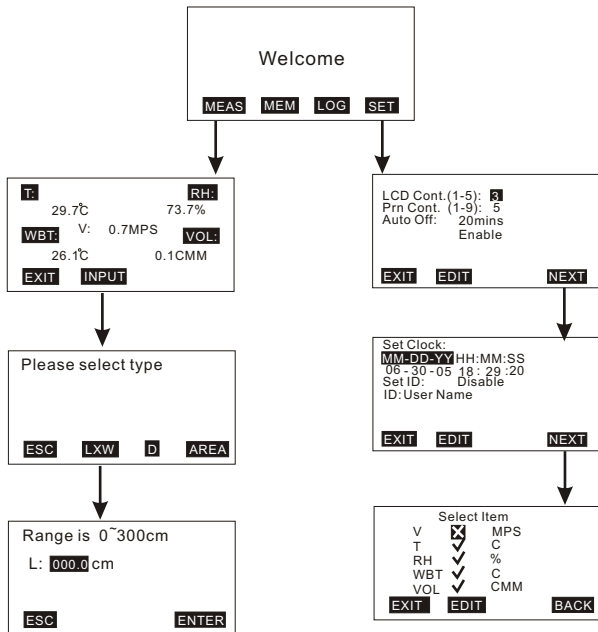 Welcome
MEAS MEM LOG SET
T: RH:
29.7°C 73.7%
WBT: V: 0.7MPS VOL:
26.1°C 0.1CMM
EXIT INPUT
Please select type
ESC LXW D AREA
Range is 0~300cm
L: 000.0 cm
ESC ENTER
LCD Cont.(1-5): 3
Prn Cont. (1-9): 5
Auto Off: 20mins
Enable
EXIT EDIT NEXT
Set Clock:
MM-DD-YY HH:MM:SS
06-30-05 18:29:20
Set ID: Disable
ID:User Name
EXIT EDIT NEXT
Select Item
V MPS
T ✓ C
RH ✓ %
WBT ✓ C
VOL ✓ CMM
EXIT EDIT BACK